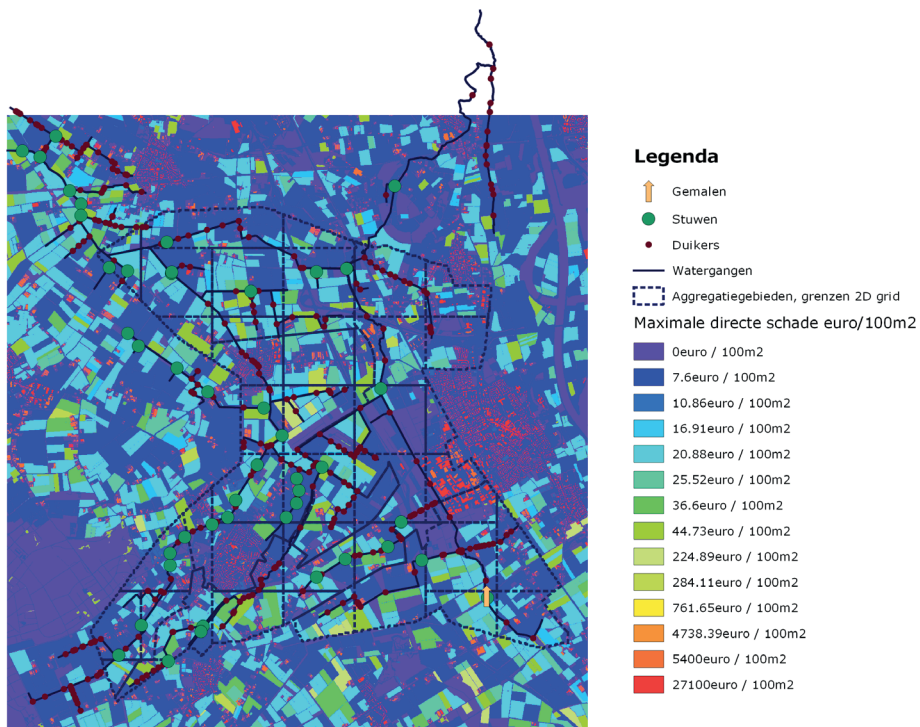 Legenda
Gemalen
Stuwen
Duikers
Watergangen
Aggregatiegebieden, grenzen 2D grid
Maximale directe schade euro/100m2
0euro / 100m2
7.6euro / 100m2
10.86euro / 100m2
16.91euro / 100m2
20.88euro / 100m2
25.52euro / 100m2
36.6euro / 100m2
44.73euro / 100m2
224.89euro / 100m2
284.11euro / 100m2
761.65euro / 100m2
4738.39euro / 100m2
5400euro / 100m2
27100euro / 100m2